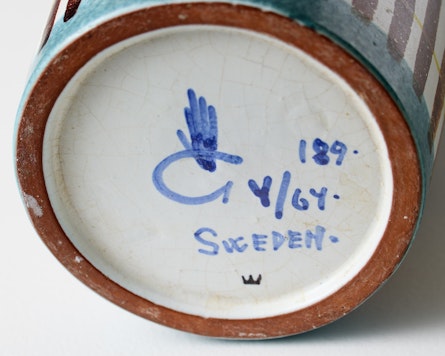 G 189.
Y/64.
SWEDEN.